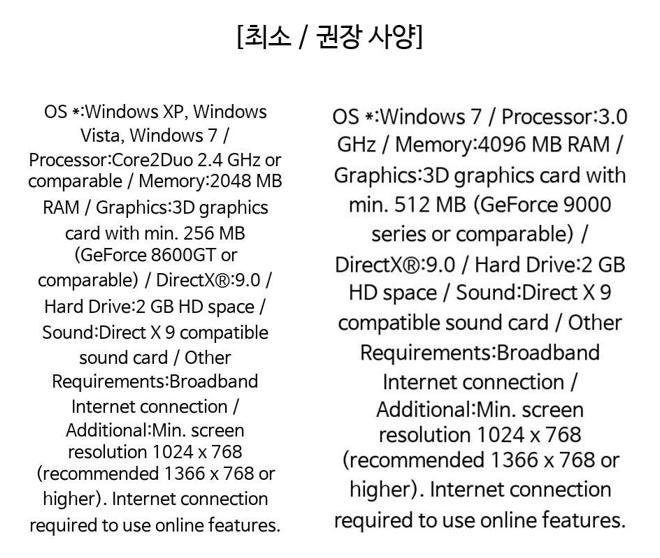 [최소 / 권장 사양]
OS *:Windows XP, Windows
Vista, Windows 7 /
Processor:Core2Duo 2.4 GHz or
comparable / Memory:2048 MB
RAM / Graphics:3D graphics
card with min. 256 MB
(GeForce 8600GT or
comparable) / DirectX®:9.0 /
Hard Drive:2 GB HD space /
Sound:Direct X 9 compatible
sound card / Other
Requirements:Broadband
Internet connection /
Additional:Min. screen
resolution 1024 x 768
(recommended 1366 x 768 or
higher). Internet connection
required to use online features.
OS *:Windows 7 / Processor:3.0
GHz / Memory:4096 MB RAM /
Graphics:3D graphics card with
min. 512 MB (GeForce 9000
series or comparable) /
DirectX®:9.0 / Hard Drive:2 GB
HD space / Sound:Direct X 9
compatible sound card / Other
Requirements:Broadband
Internet connection /
Additional:Min. screen
resolution 1024 x 768
(recommended 1366 x 768 or
higher). Internet connection
required to use online features.